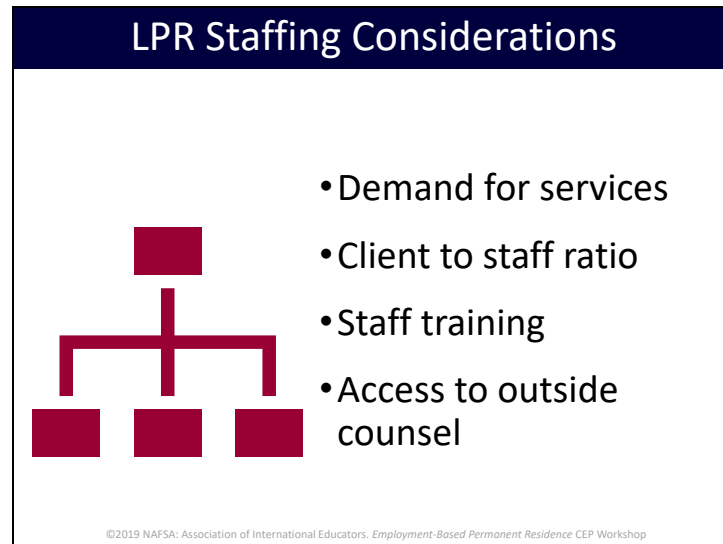 LPR Staffing Considerations
•Demand for services
•Client to staff ratio
•Staff training
•Access to outside
counsel
©2019 NAFSA: Association of International Educators. Employment-Based Permanent Residence CEP Workshop